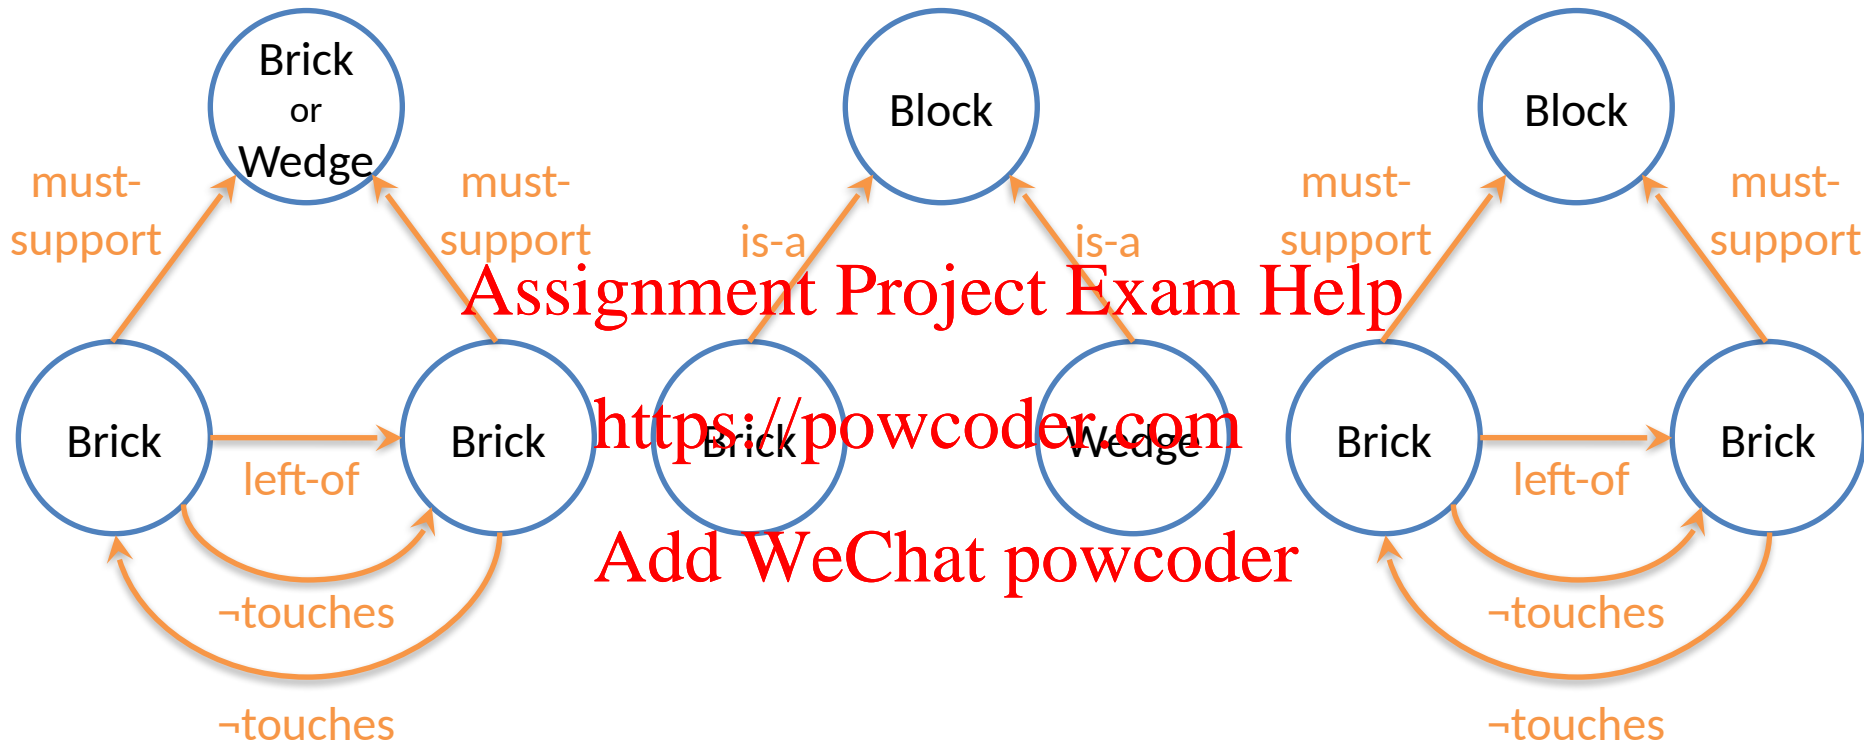 Brick
or
Wedge
must-
support
must-
support
Brick
left-of
Brick
¬touches
¬touches
Block
is-a
is-a
Brick
Wedge
Block
must-
support
must-
support
Brick
left-of
Brick
¬touches
¬touches
Assignment Project Exam Help
https://powcoder.com
Add WeChat powcoder